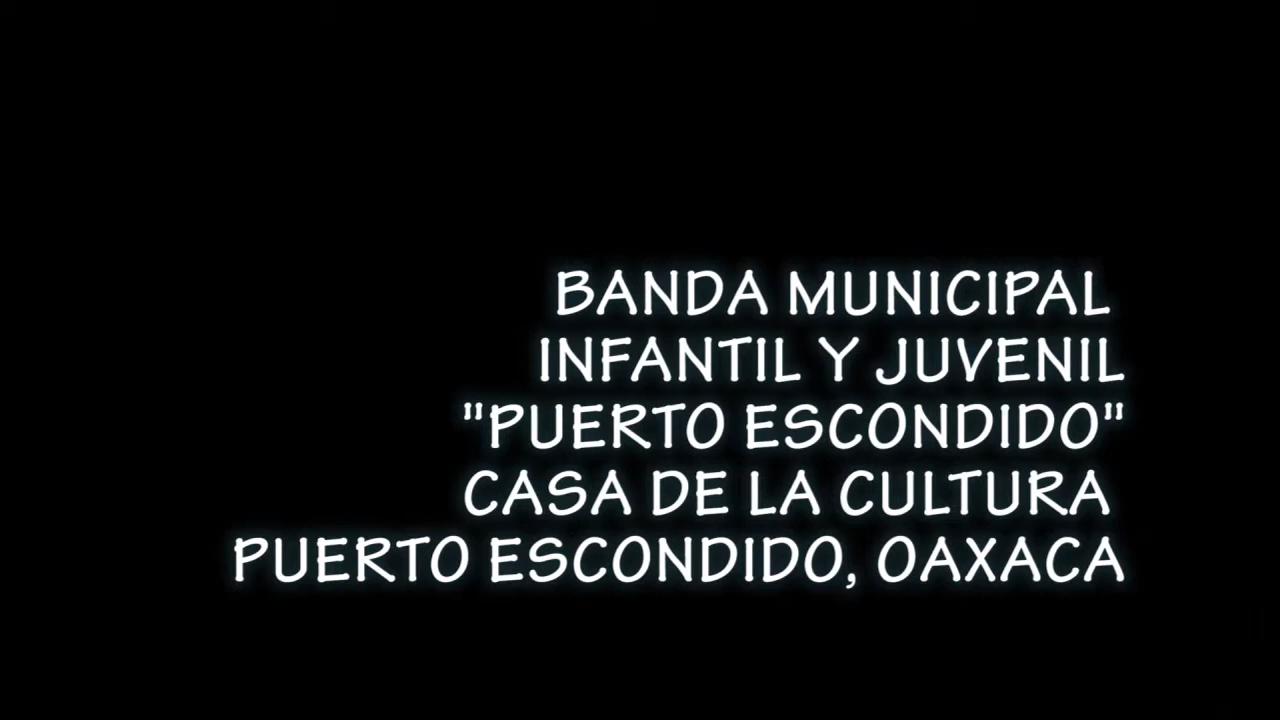 BANDA MUNICIPAL
INFANTIL Y JUVENIL
"PUERTO ESCONDIDO"
CASA DE LA CULTURA
PUERTO ESCONDIDO, OAXACA